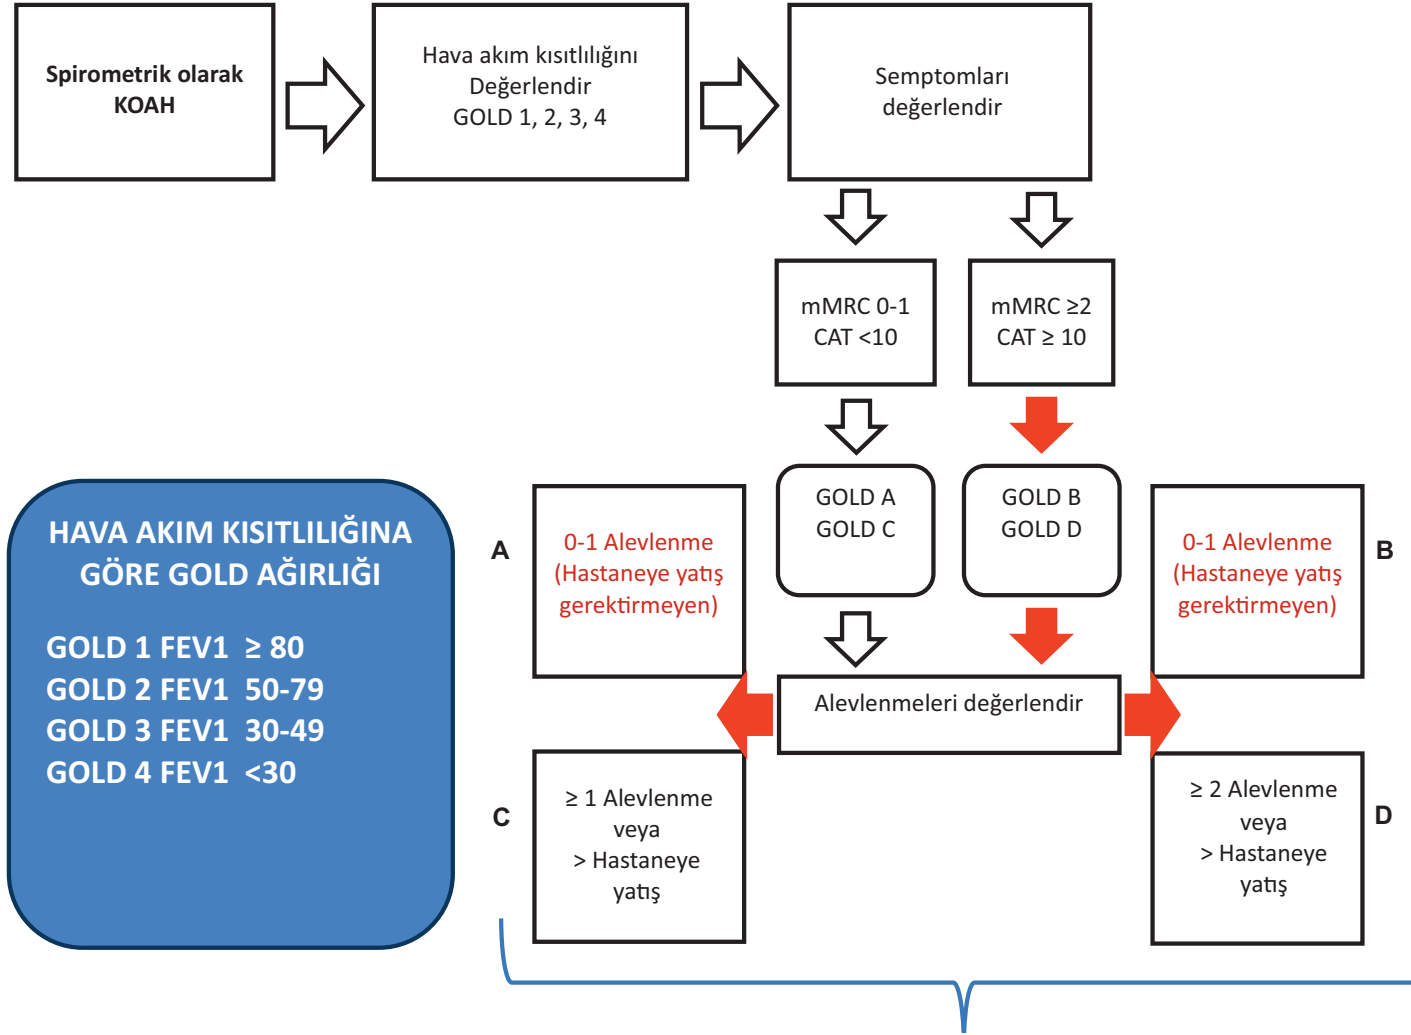 Spirometrik olarak
KOAH
Hava akım kısıtlılığını
Değerlendir
GOLD 1, 2, 3, 4
Semptomları
değerlendir
mMRC 0-1
CAT <10
mMRC ≥2
CAT ≥ 10
GOLD A
GOLD C
GOLD B
GOLD D
HAVA AKIM KISITLILIĞINA
GÖRE GOLD AĞIRLIĞI
GOLD 1 FEV1 ≥ 80
GOLD 2 FEV1 50-79
GOLD 3 FEV1 30-49
GOLD 4 FEV1 <30
A
0-1 Alevlenme
(Hastaneye yatış
gerektirmeyen)
0-1 Alevlenme
(Hastaneye yatış
gerektirmeyen)
B
Alevlenmeleri değerlendir
C
≥ 1 Alevlenme
veya
> Hastaneye
yatış
≥ 2 Alevlenme
veya
> Hastaneye
yatış
D